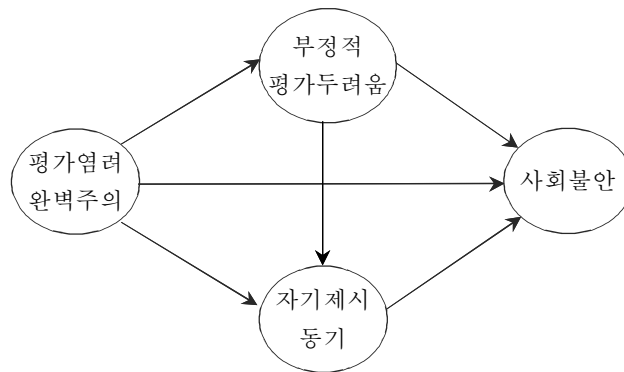 부정적
평가두려움
평가염려
완벽주의
사회불안
자기제시
동기